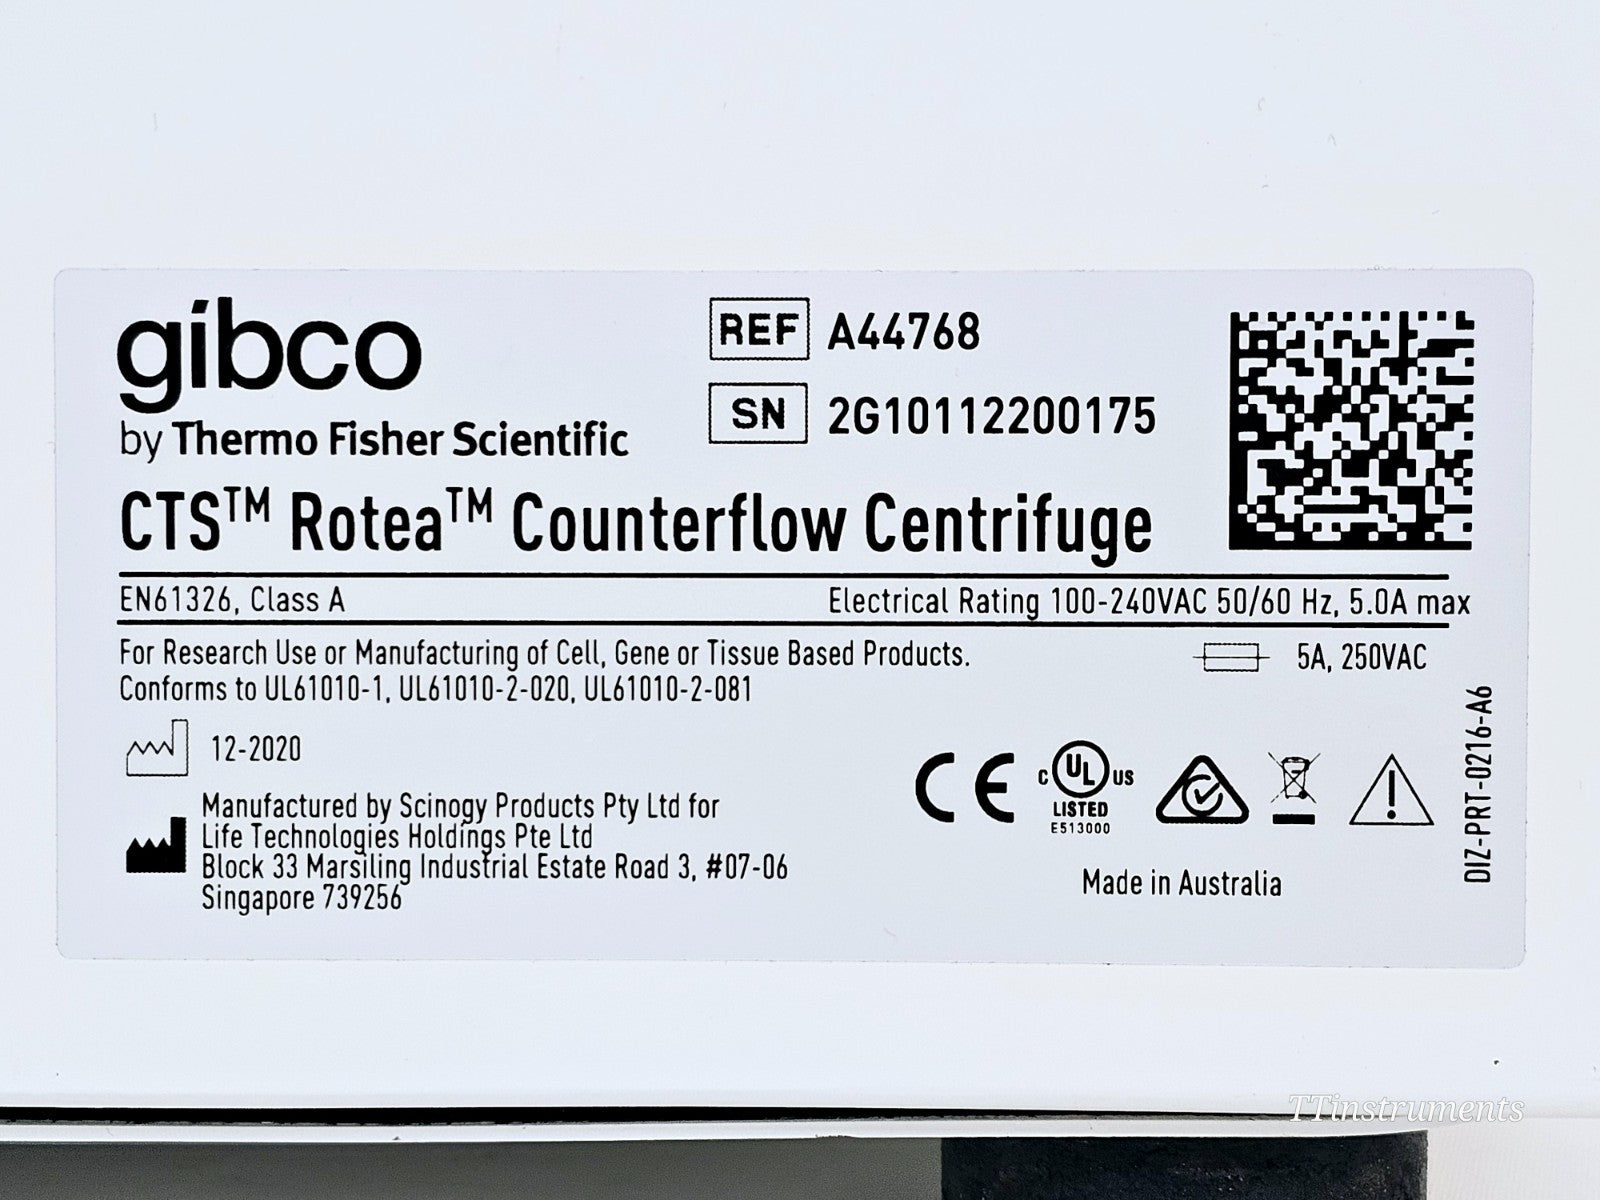 gibco
by Thermo Fisher Scientific
REF A44768
SN 2G10112200175
CTS™ Rotea™ Counterflow Centrifuge
EN61326, Class A
Electrical Rating 100-240VAC 50/60 Hz, 5.0A max
For Research Use or Manufacturing of Cell, Gene or Tissue Based Products.
Conforms to UL61010-1, UL61010-2-020, UL61010-2-081
5A, 250VAC
12-2020
Manufactured by Scinogy Products Pty Ltd for
Life Technologies Holdings Pte Ltd
Block 33 Marsiling Industrial Estate Road 3, #07-06
Singapore 739256
CE
C UL US
LISTED
E513000
Made in Australia
DIZ-PRT-0216-A6
TTinstruments